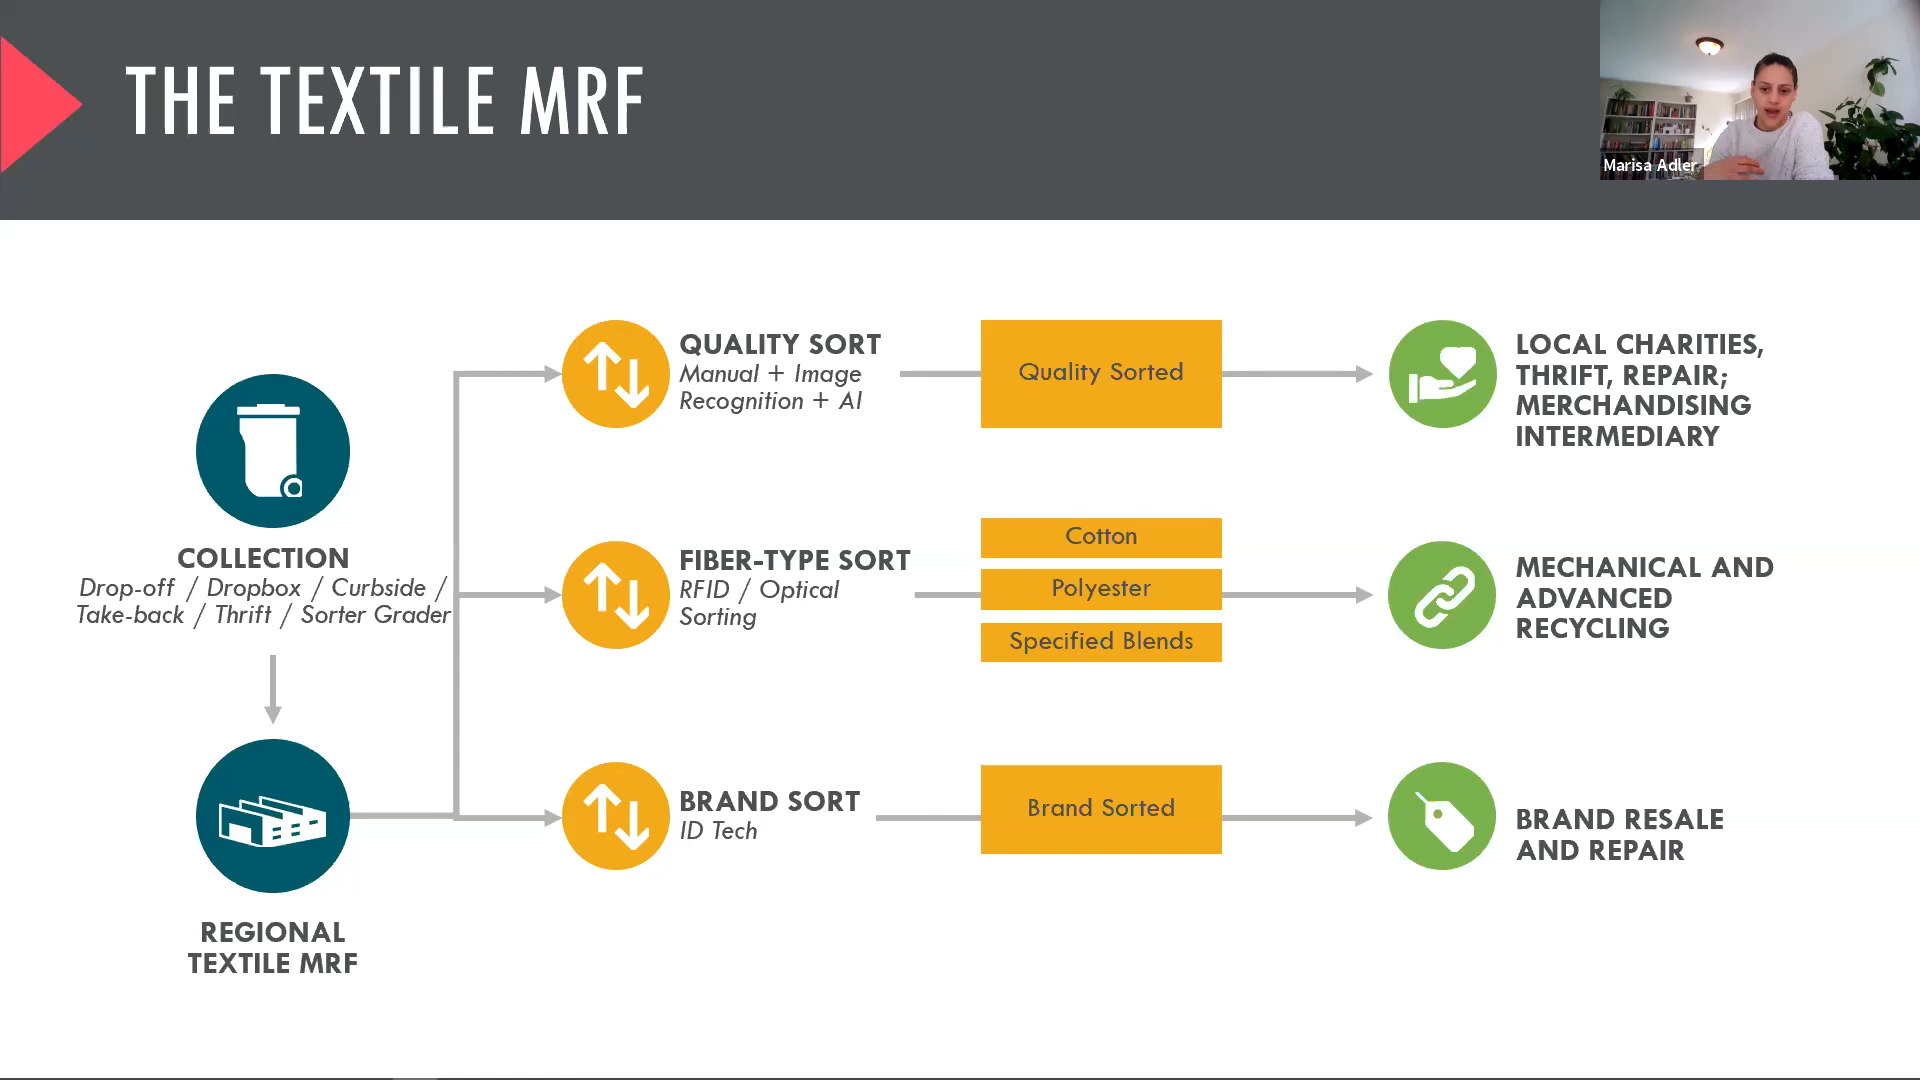 THE TEXTILE MRF
Marisa Adler
COLLECTION
Drop-off / Dropbox / Curbside /
Take-back / Thrift / Sorter Grader
REGIONAL
TEXTILE MRF
QUALITY SORT
Manual + Image
Recognition + AI
Quality Sorted
LOCAL CHARITIES,
THRIFT, REPAIR;
MERCHANDISING
INTERMEDIARY
FIBER-TYPE SORT
RFID / Optical
Sorting
Cotton
Polyester
Specified Blends
MECHANICAL AND
ADVANCED
RECYCLING
BRAND SORT
ID Tech
Brand Sorted
BRAND RESALE
AND REPAIR